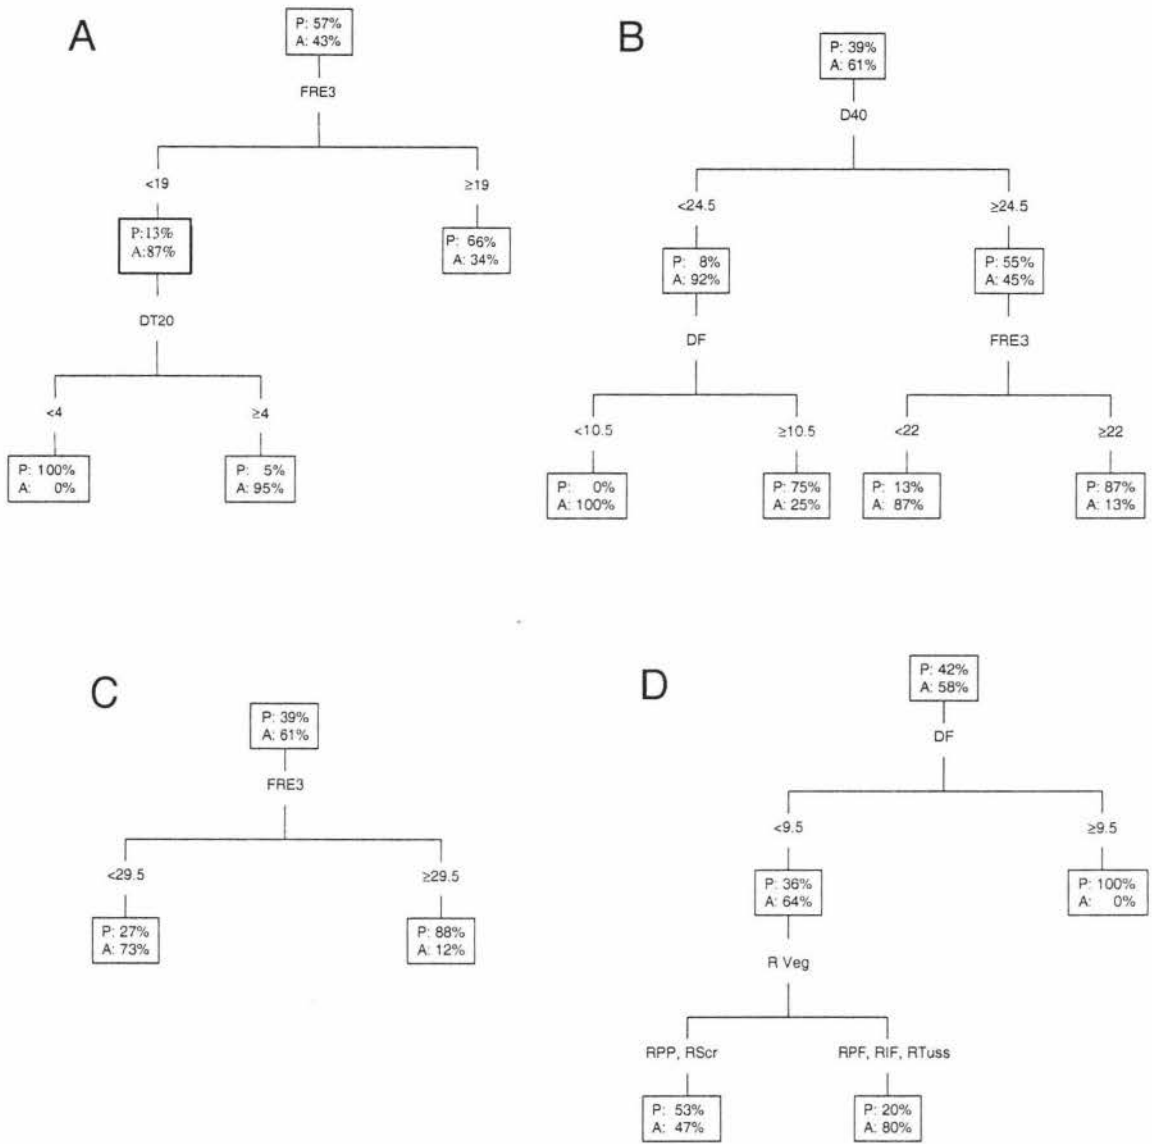 A
P: 57%
A: 43%
FRE3
<19
≥19
P:13%
A:87%
P: 66%
A: 34%
DT20
<4
≥4
P: 100%
A: 0%
P: 5%
A: 95%
B
P: 39%
A: 61%
D40
<24.5
≥24.5
P: 8%
A: 92%
P: 55%
A: 45%
DF
FRE3
<10.5
≥10.5
<22
≥22
P: 0%
A: 100%
P: 75%
A: 25%
P: 13%
A: 87%
P: 87%
A: 13%
C
P: 39%
A: 61%
FRE3
<29.5
≥29.5
P: 27%
A: 73%
P: 88%
A: 12%
D
P: 42%
A: 58%
DF
<9.5
≥9.5
P: 36%
A: 64%
P: 100%
A: 0%
R Veg
RPP, RScr
RPF, RIF, RTuss
P: 53%
A: 47%
P: 20%
A: 80%